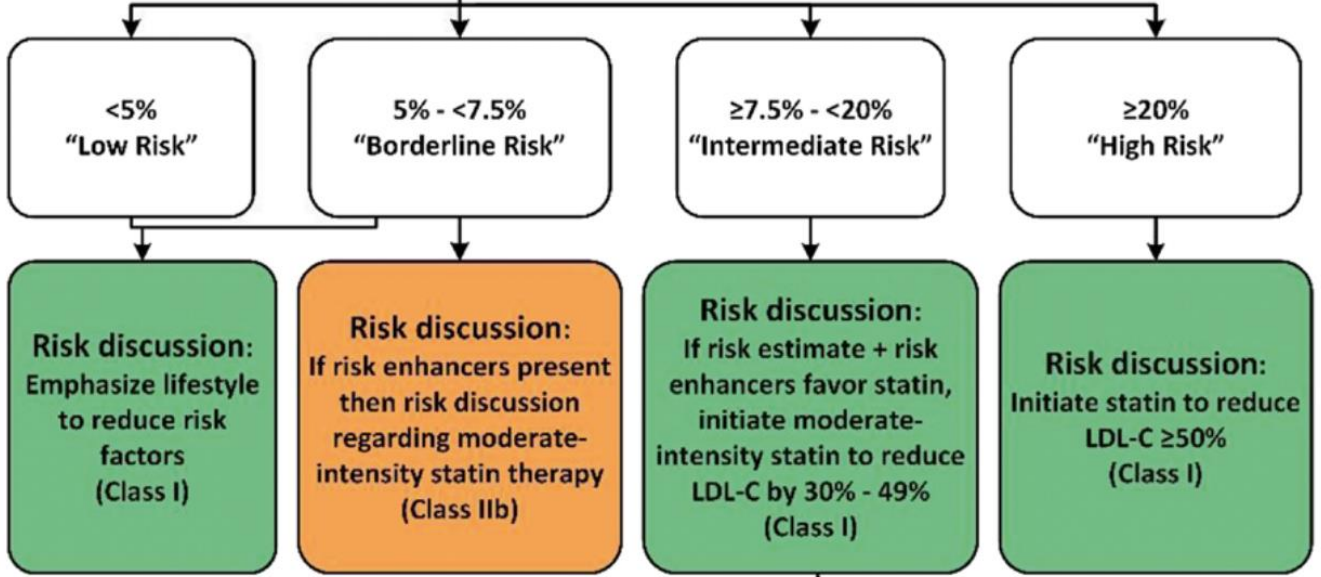 <5%
“Low Risk”
5% - <7.5%
“Borderline Risk”
≥7.5% - <20%
“Intermediate Risk”
≥20%
“High Risk”
Risk discussion:
Emphasize lifestyle
to reduce risk
factors
(Class I)
Risk discussion:
If risk enhancers present
then risk discussion
regarding moderate-
intensity statin therapy
(Class IIb)
Risk discussion:
If risk estimate + risk
enhancers favor statin,
initiate moderate-
intensity statin to reduce
LDL-C by 30% - 49%
(Class I)
Risk discussion:
Initiate statin to reduce
LDL-C ≥50%
(Class I)